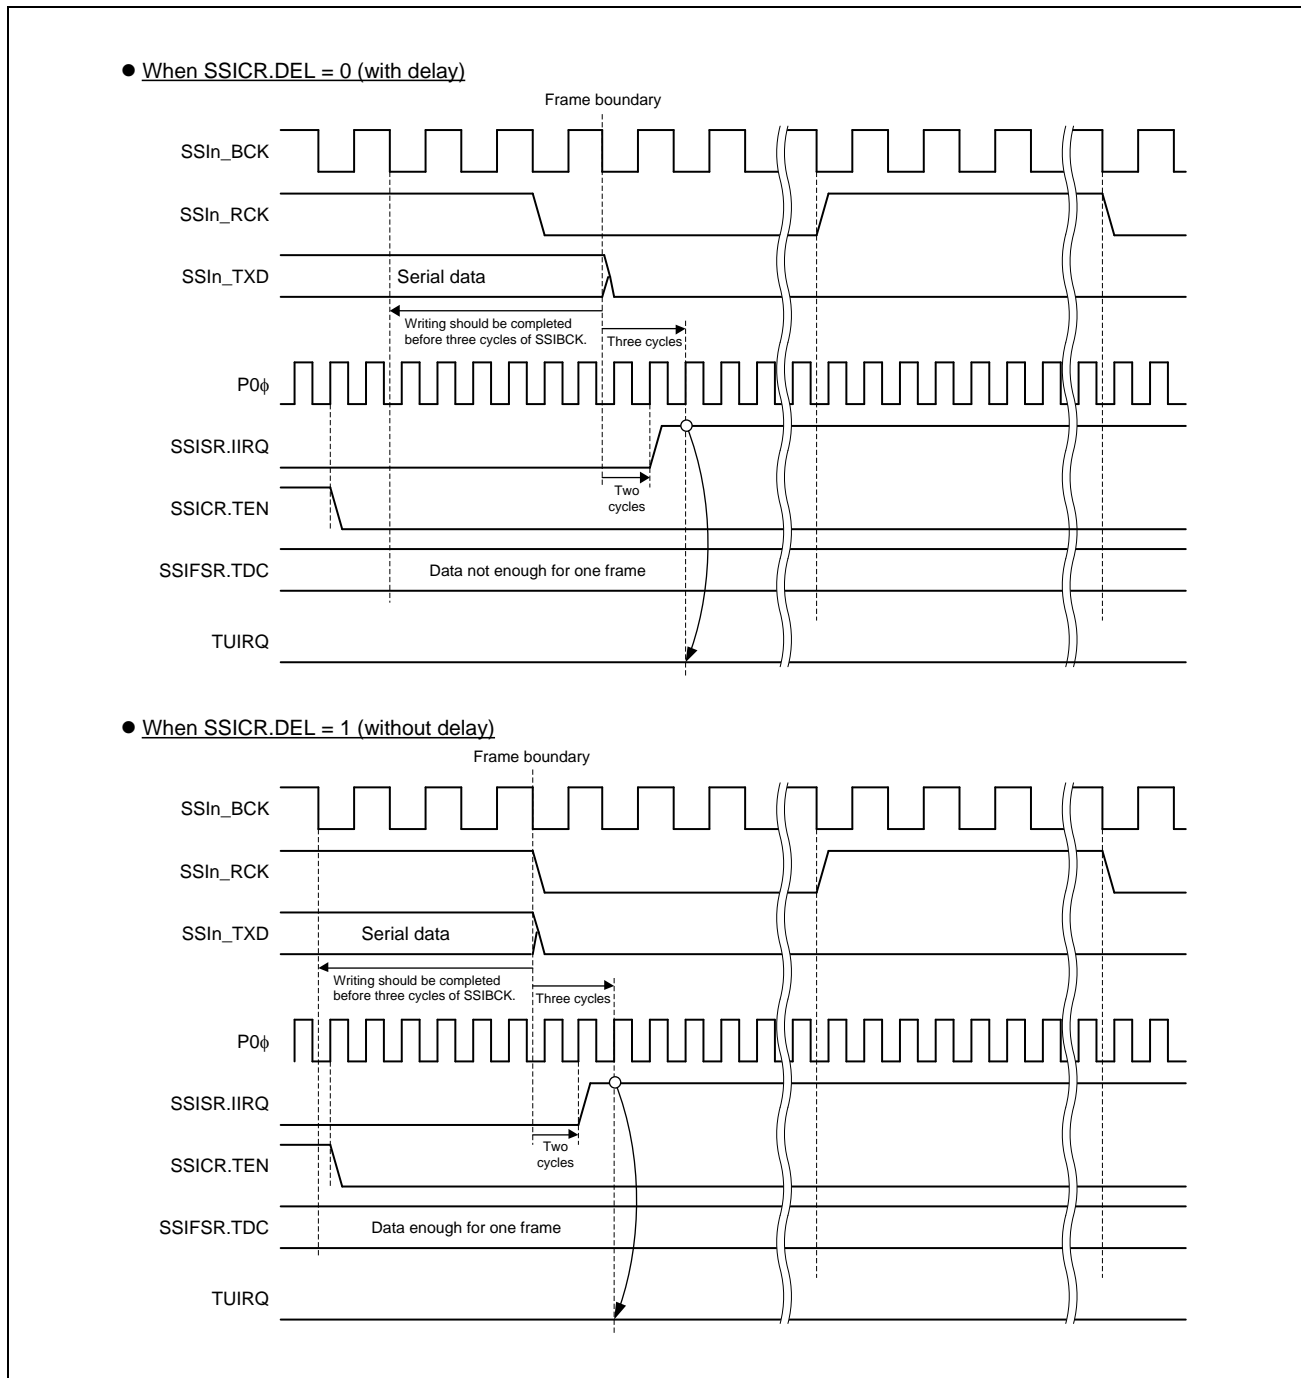 ● When SSICR.DEL = 0 (with delay)
Frame boundary
SSIn_BCK
SSIn_RCK
SSIn_TXD
Serial data
Writing should be completed
before three cycles of SSIBCK.
Three cycles
P0ϕ
SSISR.IIRQ
Two
cycles
SSICR.TEN
SSIFSR.TDC
Data not enough for one frame
TUIRQ
● When SSICR.DEL = 1 (without delay)
Frame boundary
SSIn_BCK
SSIn_RCK
SSIn_TXD
Serial data
Writing should be completed
before three cycles of SSIBCK.
Three cycles
P0ϕ
SSISR.IIRQ
Two
cycles
SSICR.TEN
SSIFSR.TDC
Data enough for one frame
TUIRQ